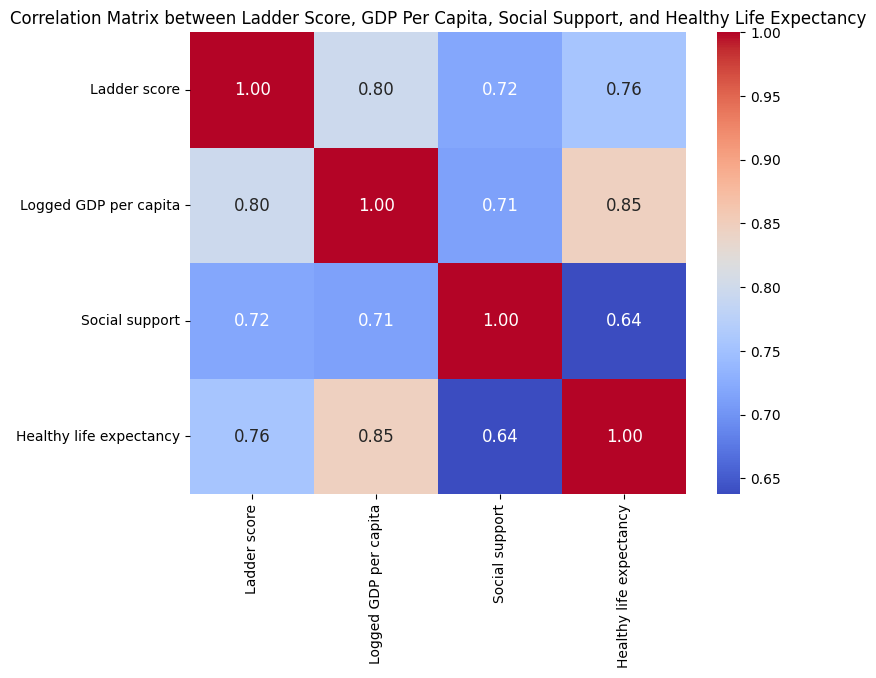 Correlation Matrix between Ladder Score, GDP Per Capita, Social Support, and Healthy Life Expectancy
Ladder score
1.00 0.80 0.72 0.76
Logged GDP per capita
0.80 1.00 0.71 0.85
Social support
0.72 0.71 1.00 0.64
Healthy life expectancy
0.76 0.85 0.64 1.00
Ladder score
Logged GDP per capita
Social support
Healthy life expectancy
1.00
0.95
0.90
0.85
0.80
0.75
0.70
0.65